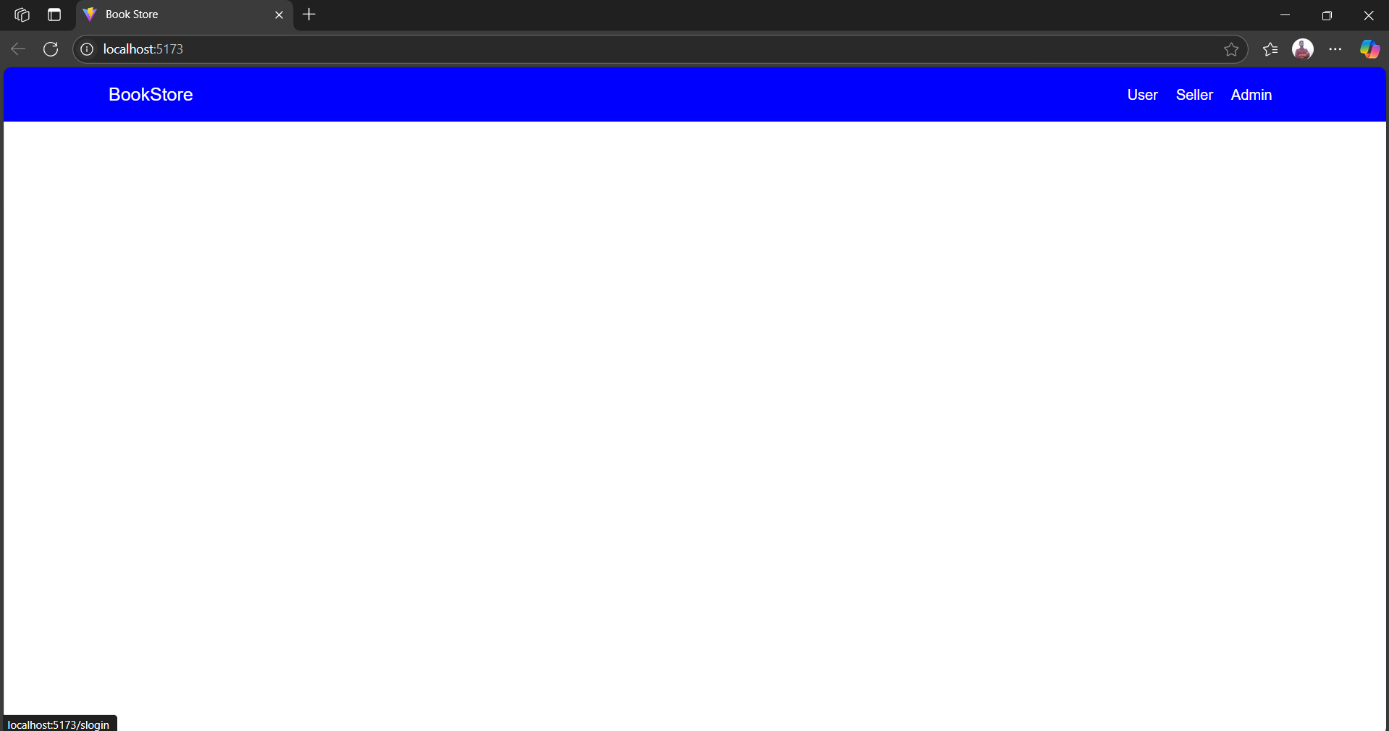 Book Store
localhost:5173
BookStore
User Seller Admin
localhost:5173/slogin